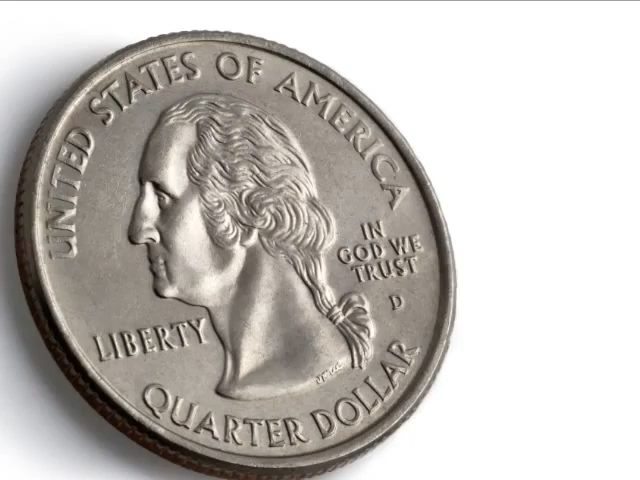 UNITED STATES OF AMERICA
IN
GOD WE
TRUST
D
LIBERTY
QUARTER DOLLAR